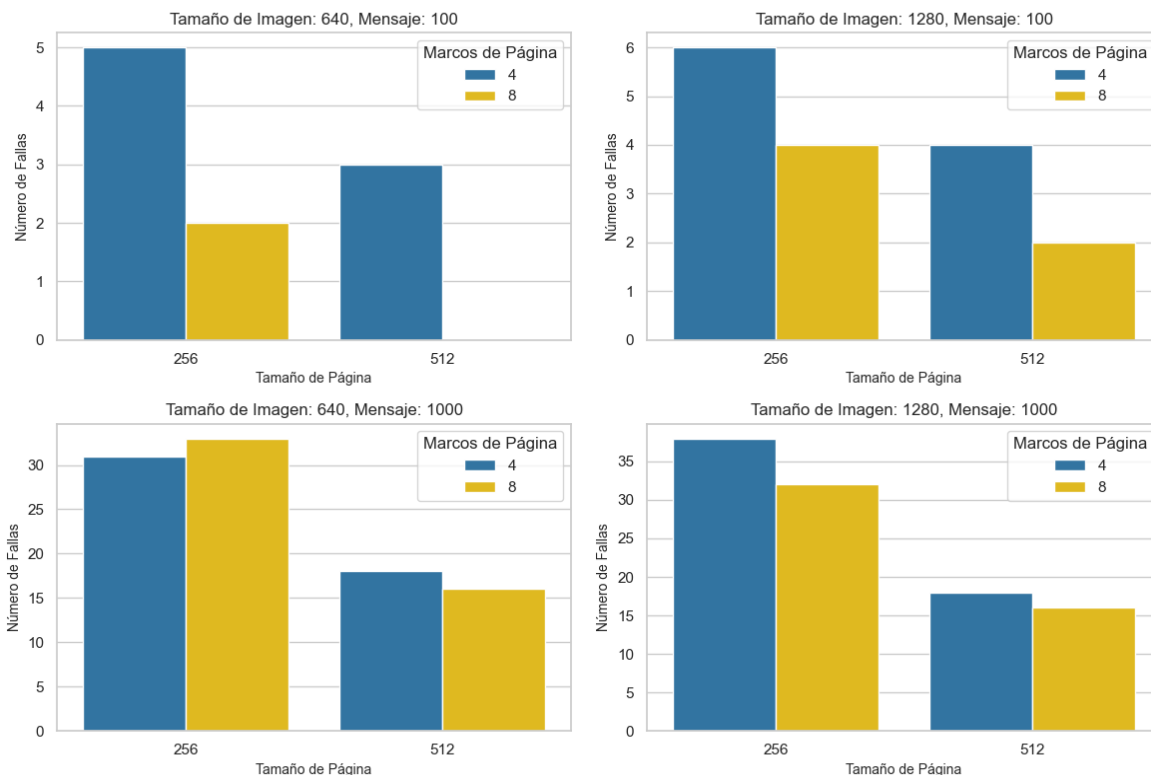 Tamaño de Imagen: 640, Mensaje: 100
5
4
3
2
1
0
Número de Fallas
Marcos de Página
4
8
256
512
Tamaño de Página
Tamaño de Imagen: 1280, Mensaje: 100
6
5
4
3
2
1
0
Número de Fallas
Marcos de Página
4
8
256
512
Tamaño de Página
Tamaño de Imagen: 640, Mensaje: 1000
30
25
20
15
10
5
0
Número de Fallas
Marcos de Página
4
8
256
512
Tamaño de Página
Tamaño de Imagen: 1280, Mensaje: 1000
35
30
25
20
15
10
5
0
Número de Fallas
Marcos de Página
4
8
256
512
Tamaño de Página